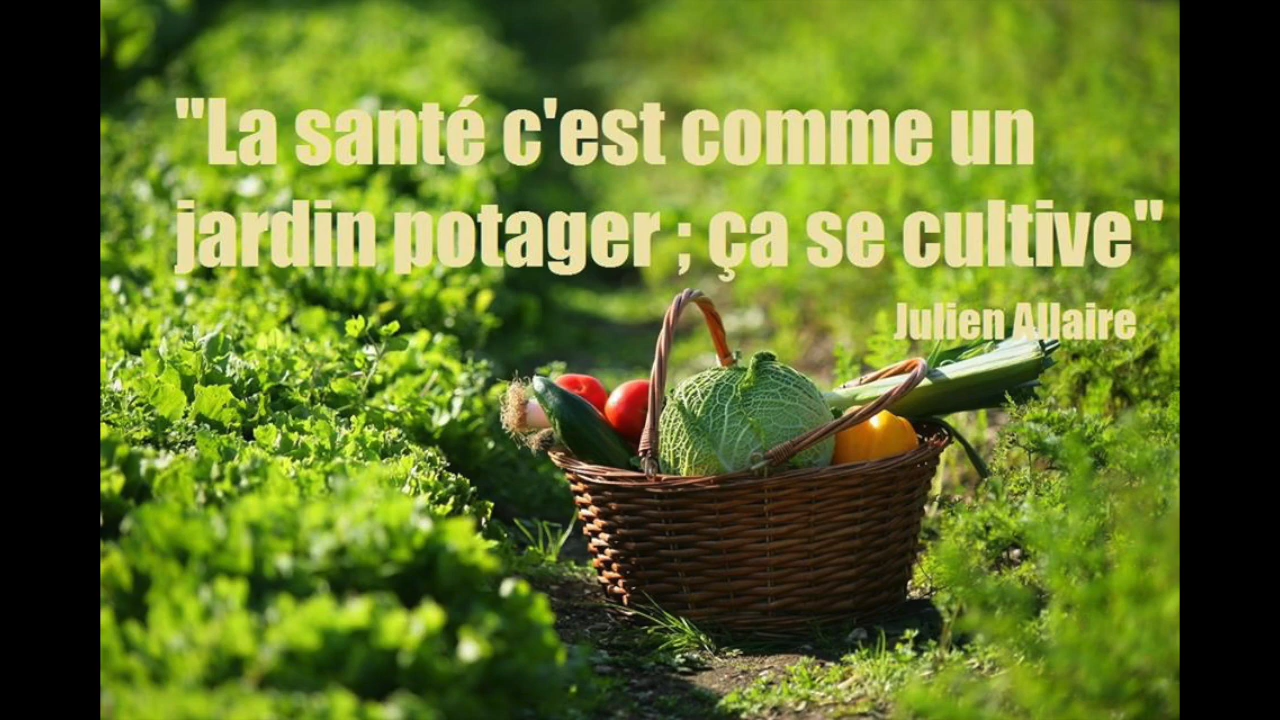 "La santé c'est comme un
jardin potager ; ça se cultive"
Julien Allaire